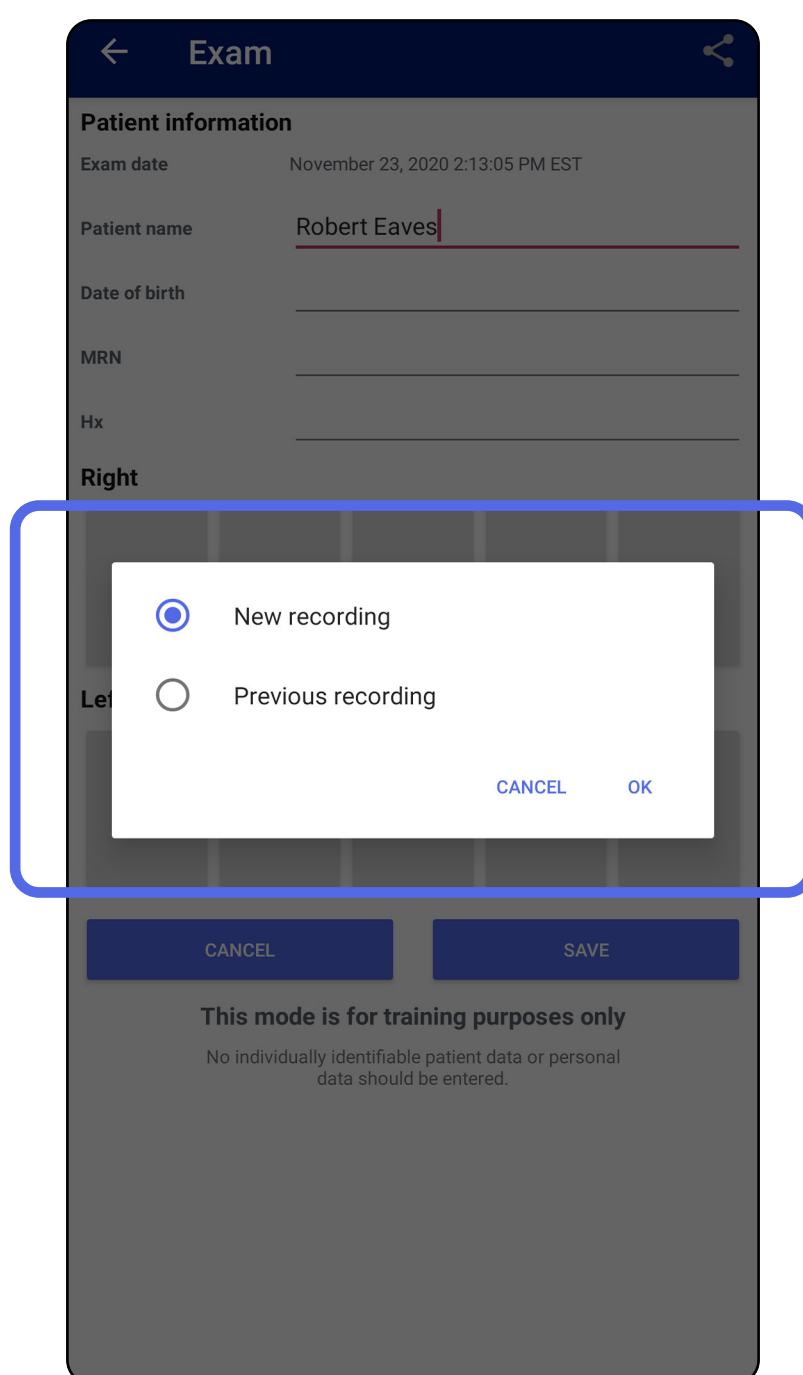 Exam
Patient information
Exam date November 23, 2020 2:13:05 PM EST
Patient name Robert Eaves
Date of birth
MRN
Hx
Right
New recording
Lef
Previous recording
CANCEL OK
CANCEL SAVE
This mode is for training purposes only
No individually identifiable patient data or personal
data should be entered.